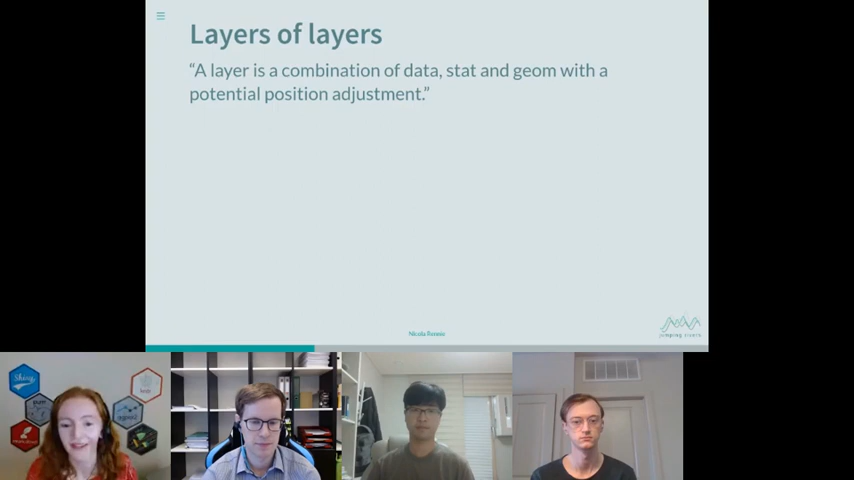 Layers of layers
“A layer is a combination of data, stat and geom with a
potential position adjustment.”
Nicola Rennie
jumping rivers
Shiny